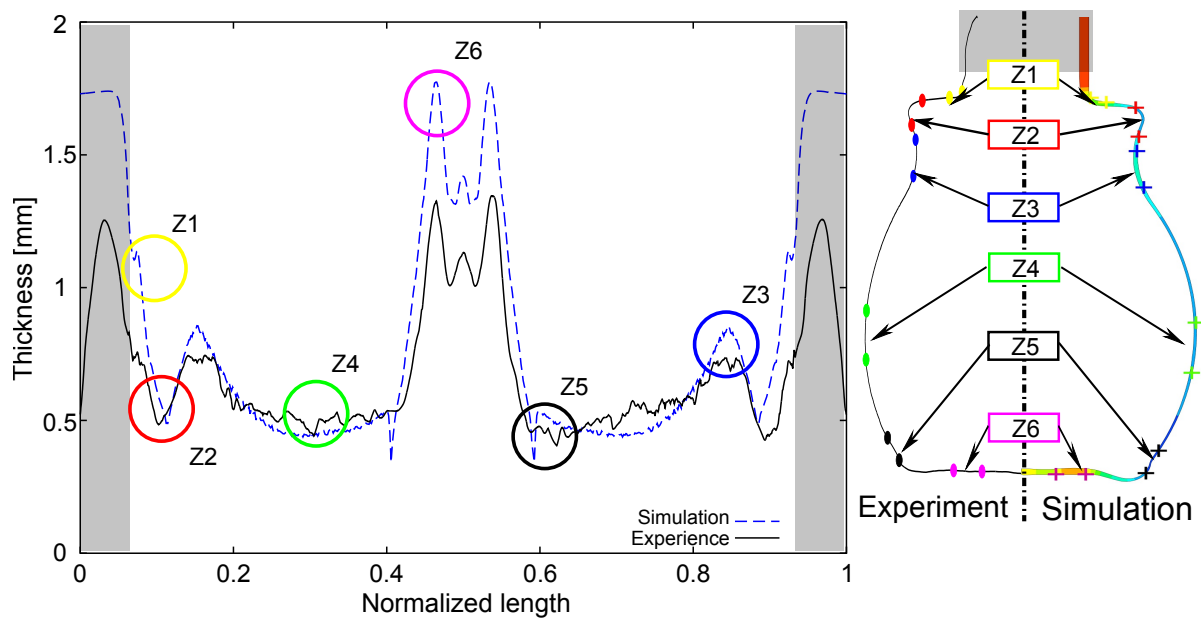 2
1.5
1
0.5
0
Thickness [mm]
0
0.2
0.4
0.6
0.8
1
Normalized length
Z1
Z2
Z3
Z4
Z5
Z6
Simulation
Experience
Z1
Z2
Z3
Z4
Z5
Z6
Experiment
Simulation